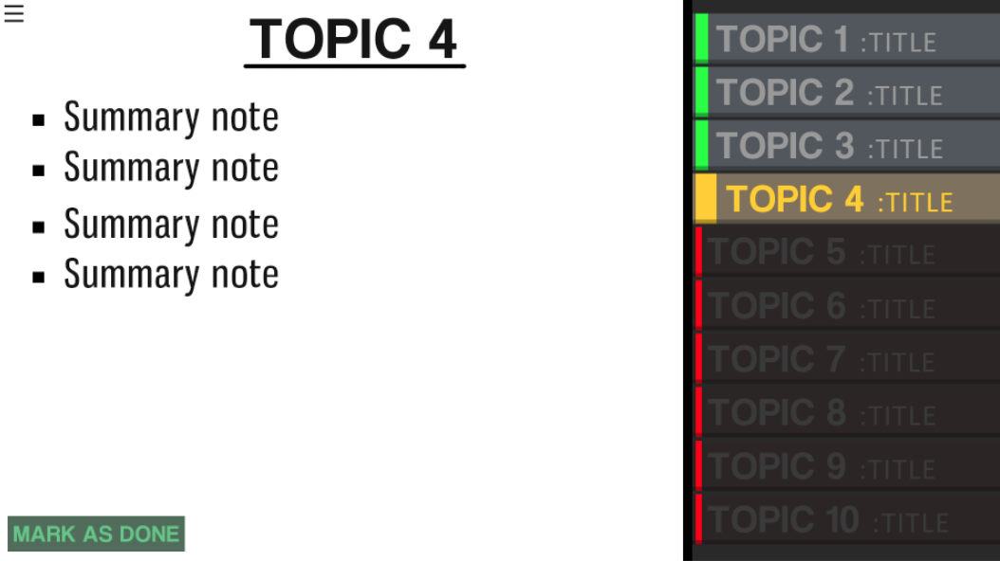 TOPIC 4
Summary note
Summary note
Summary note
Summary note
MARK AS DONE
TOPIC 1 :TITLE
TOPIC 2 :TITLE
TOPIC 3 :TITLE
TOPIC 4 :TITLE
TOPIC 5 :TITLE
TOPIC 6 :TITLE
TOPIC 7 :TITLE
TOPIC 8 :TITLE
TOPIC 9 :TITLE
TOPIC 10 :TITLE